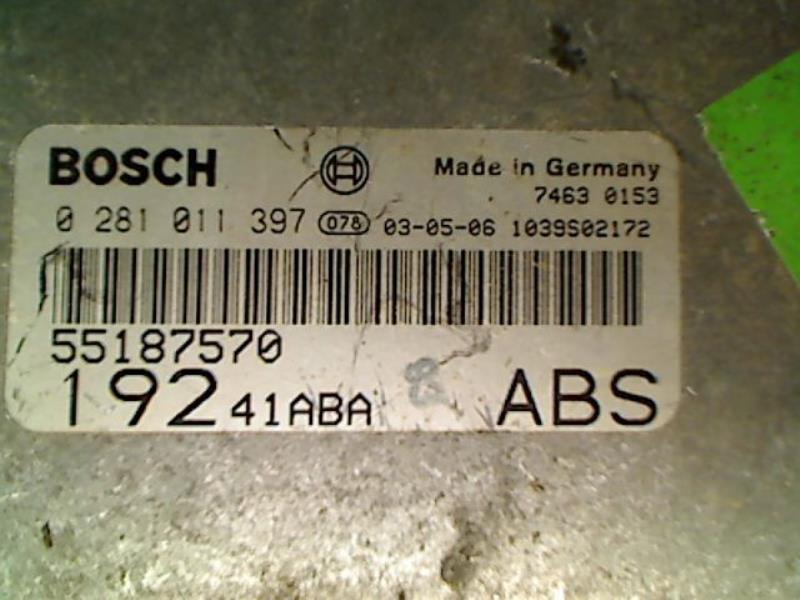 BOSCH Made in Germany
7463 0153
0 281 011 397 078 03-05-06 1039S02172
55187570
192 41ABA 8 ABS